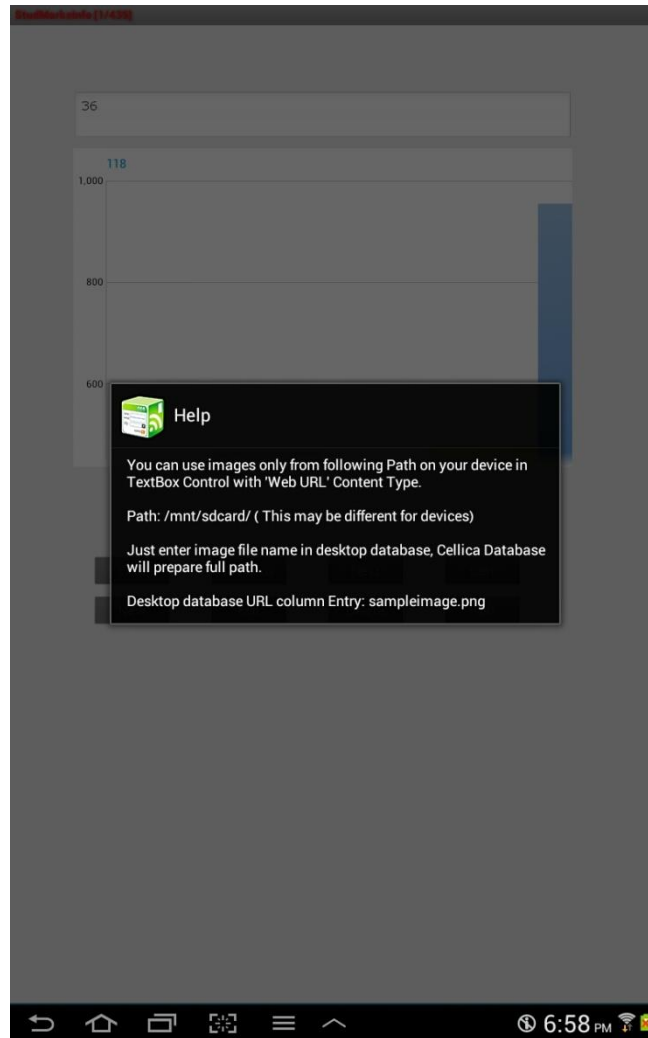 StudMarksInfo [1/439]
36
118
1,000
800
600
Help
You can use images only from following Path on your device in
TextBox Control with 'Web URL' Content Type.
Path: /mnt/sdcard/ ( This may be different for devices)
Just enter image file name in desktop database, Cellica Database
will prepare full path.
Desktop database URL column Entry: sampleimage.png
6:58 PM